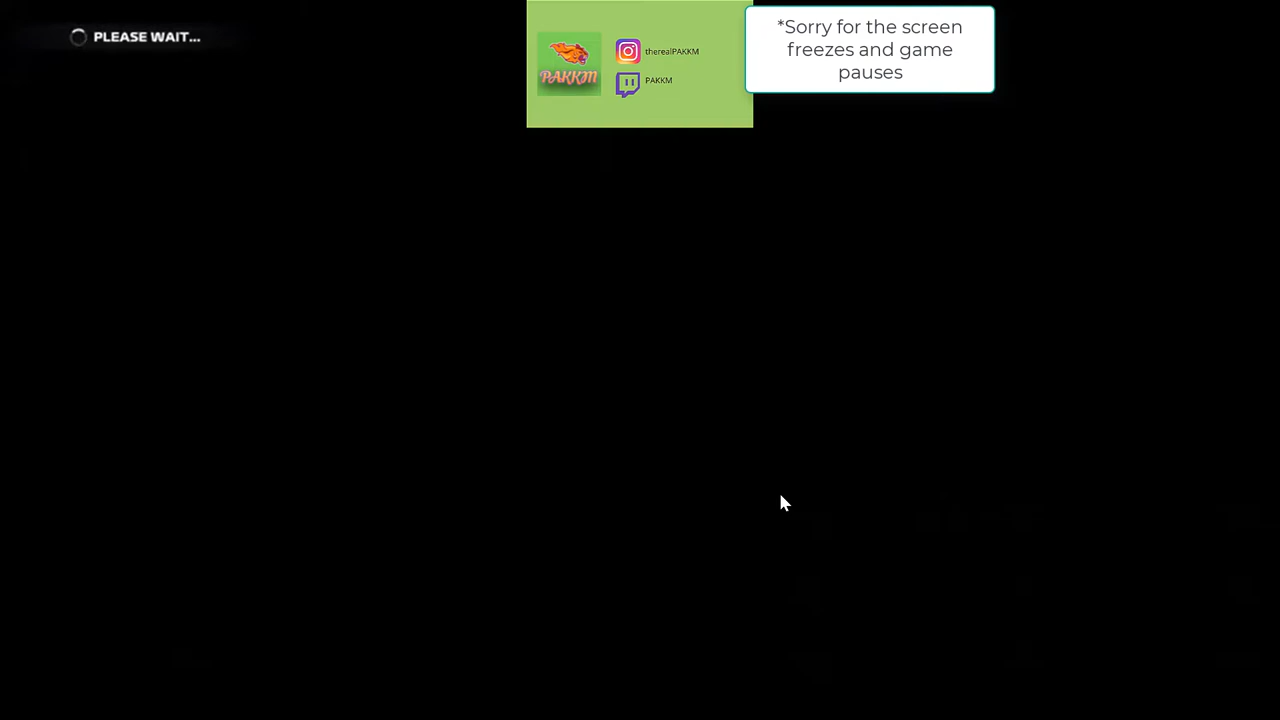 PLEASE WAIT...
PAKKM
therealPAKKM
PAKKM
*Sorry for the screen
freezes and game
pauses